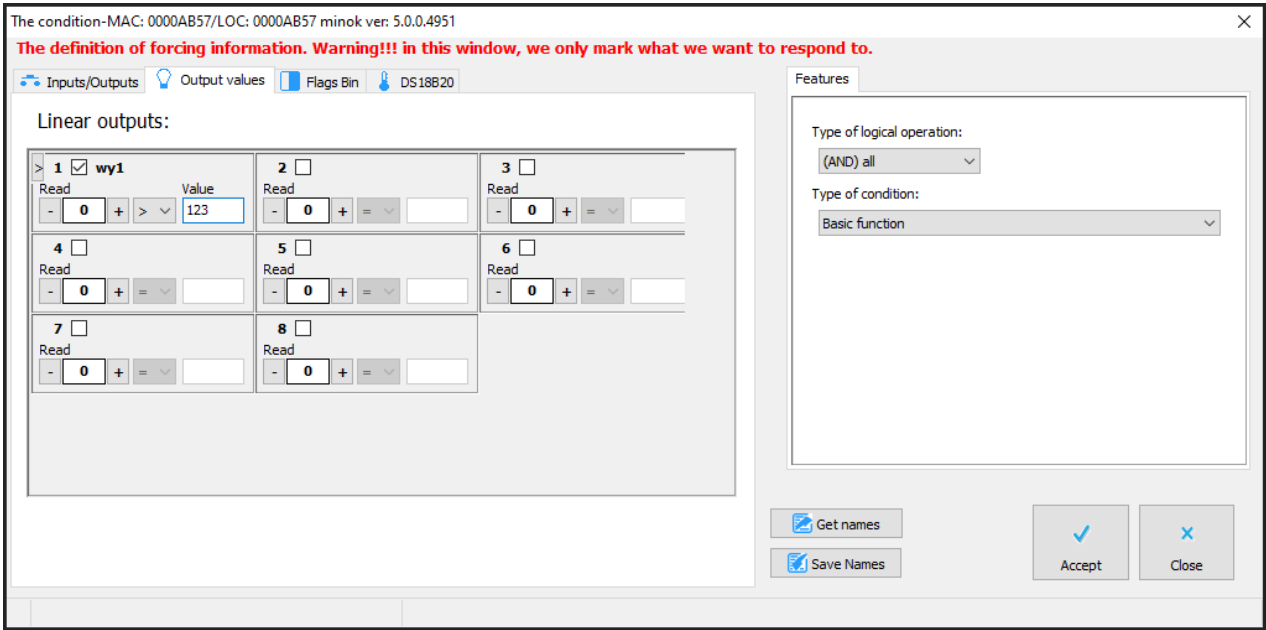 The condition-MAC: 0000AB57/LOC: 0000AB57 minok ver: 5.0.0.4951
The definition of forcing information. Warning!!! in this window, we only mark what we want to respond to.
Inputs/Outputs Output values Flags Bin DS18B20
Linear outputs:
> 1 wy1
Read Value
- 0 + > 123
2
Read
- 0 + =
3
Read
- 0 + =
4
Read
- 0 + =
5
Read
- 0 + =
6
Read
- 0 + =
7
Read
- 0 + =
8
Read
- 0 + =
Features
Type of logical operation:
(AND) all
Type of condition:
Basic function
Get names
Save Names
Accept
Close